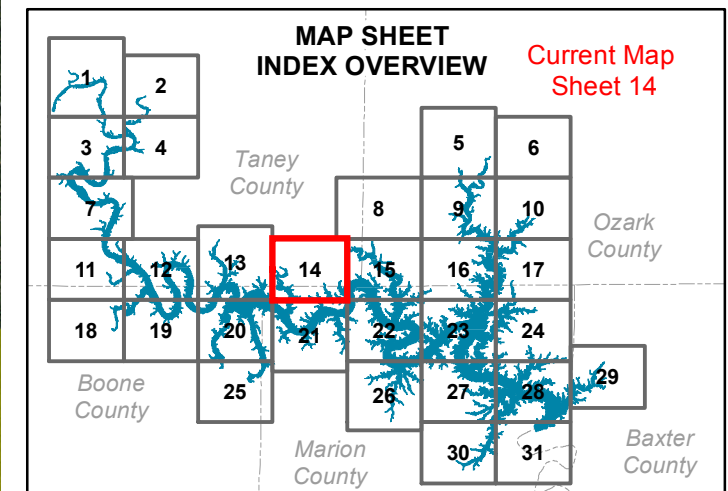 MAP SHEET
INDEX OVERVIEW
Current Map
Sheet 14
1
2
3
4
5
6
Taney
County
7
8
9
10
Ozark
County
11
12
13
14
15
16
17
18
19
20
21
22
23
24
Boone
County
25
26
27
28
29
Marion
County
30
31
Baxter
County